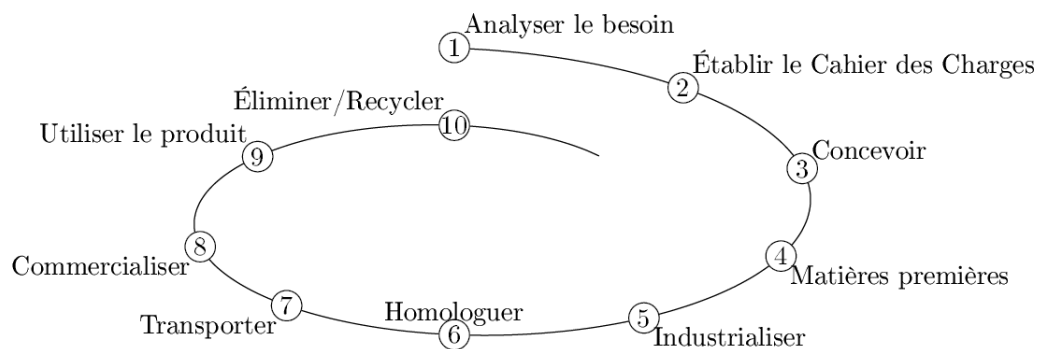 1 Analyser le besoin
2 Établir le Cahier des Charges
3 Concevoir
4 Matières premières
5 Industrialiser
6 Homologuer
7 Transporter
8 Commercialiser
9 Utiliser le produit
10 Éliminer/Recycler